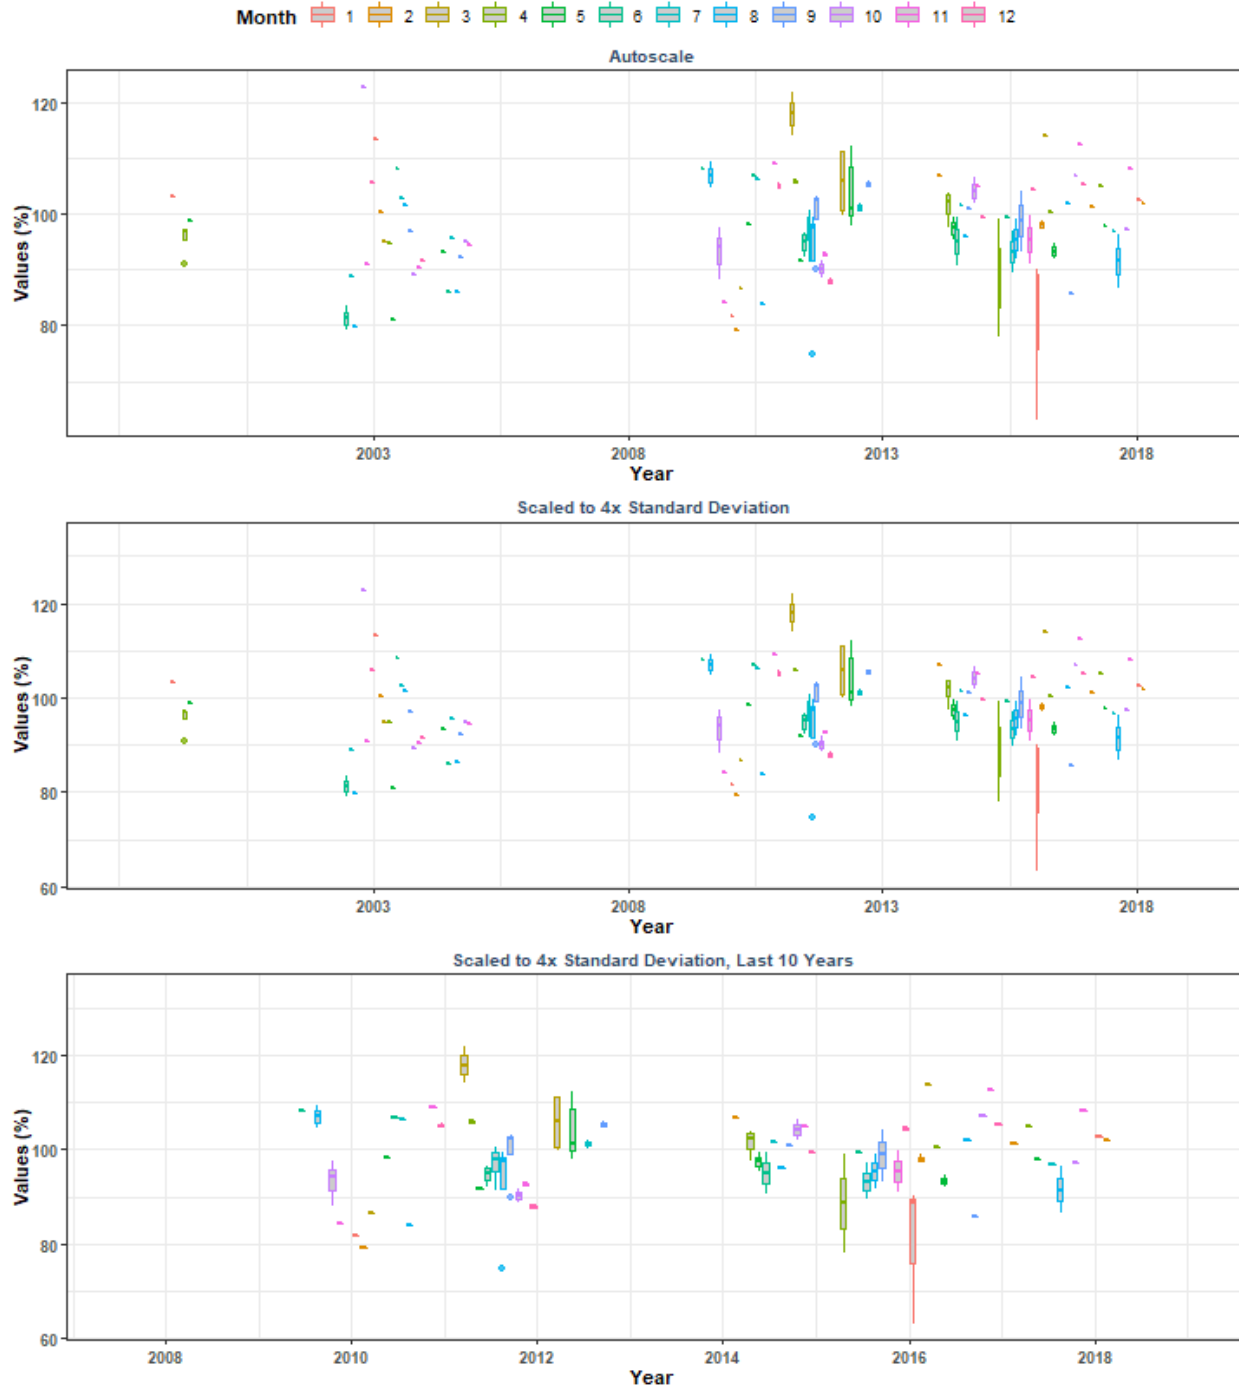 Month 1 2 3 4 5 6 7 8 9 10 11 12
Autoscale
Values (%)
120
100
80
2003 2008 2013 2018
Year
Scaled to 4x Standard Deviation
Values (%)
120
100
80
60
2003 2008 2013 2018
Year
Scaled to 4x Standard Deviation, Last 10 Years
Values (%)
120
100
80
60
2008 2010 2012 2014 2016 2018
Year